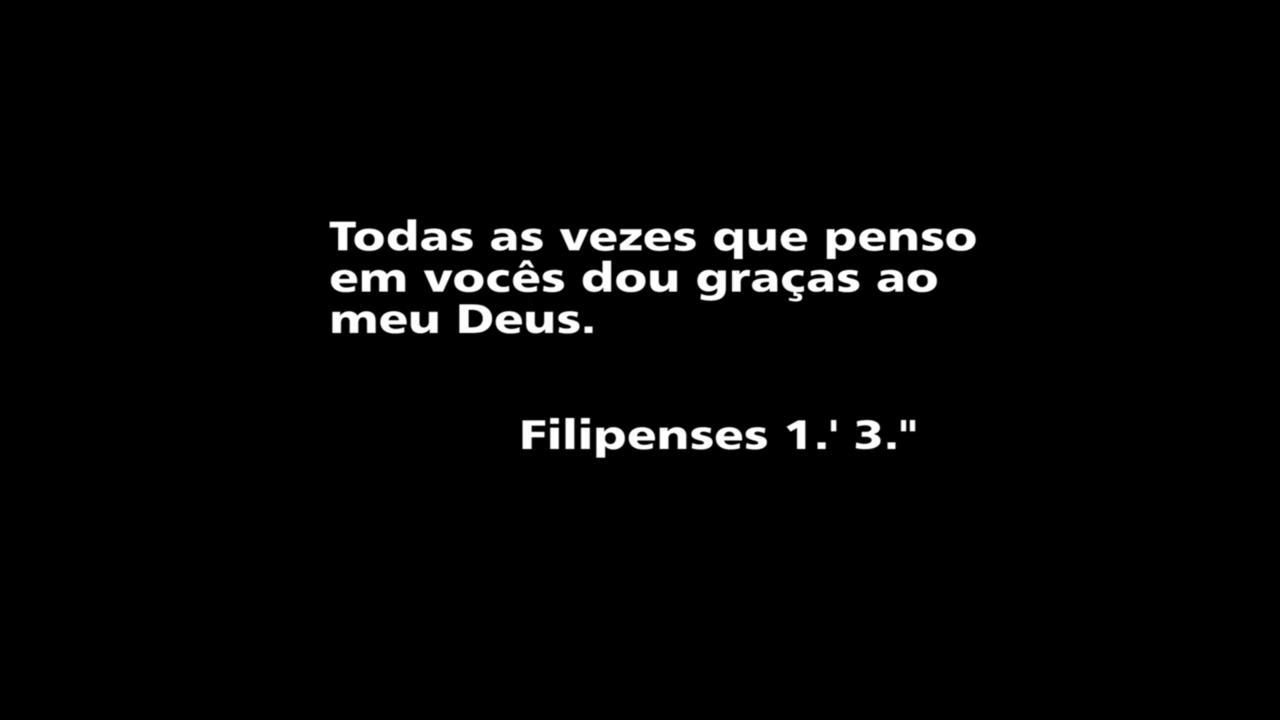 Todas as vezes que penso
em vocês dou graças ao
meu Deus.
Filipenses 1.' 3."